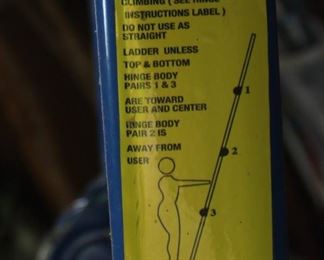 CLIMBING ( SEE HINGE
INSTRUCTIONS LABEL )
DO NOT USE AS
STRAIGHT
LADDER UNLESS
TOP & BOTTOM
HINGE BODY
PAIRS 1 & 3
ARE TOWARD
USER AND CENTER
HINGE BODY
PAIR 2 IS
AWAY FROM
USER
1
2
3